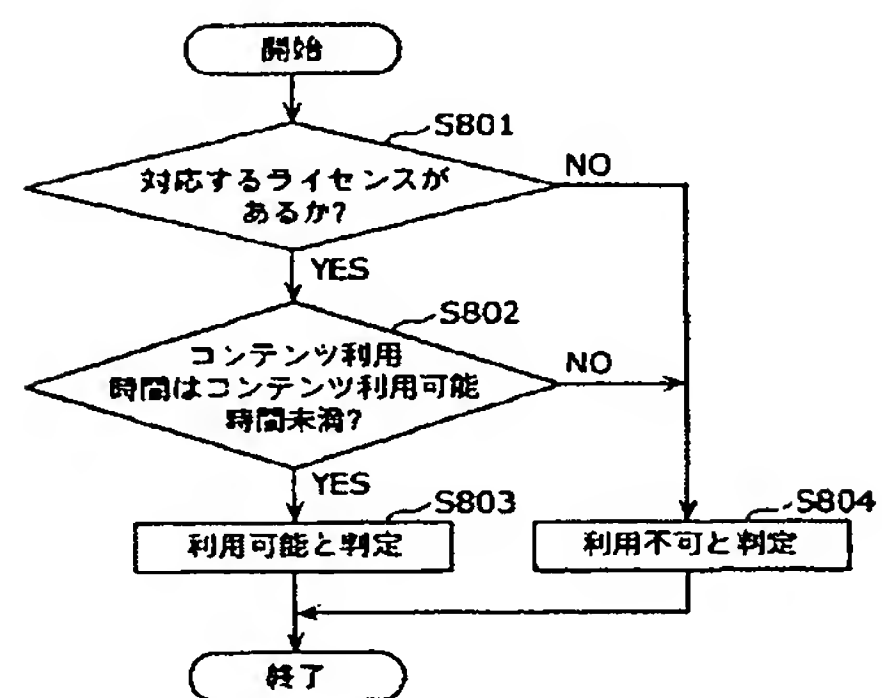 開始
S801
対応するライセンスが
あるか?
NO
YES
S802
コンテンツ利用
時間はコンテンツ利用可能
時間未満?
NO
YES
S803
利用可能と判定
S804
利用不可と判定
終了